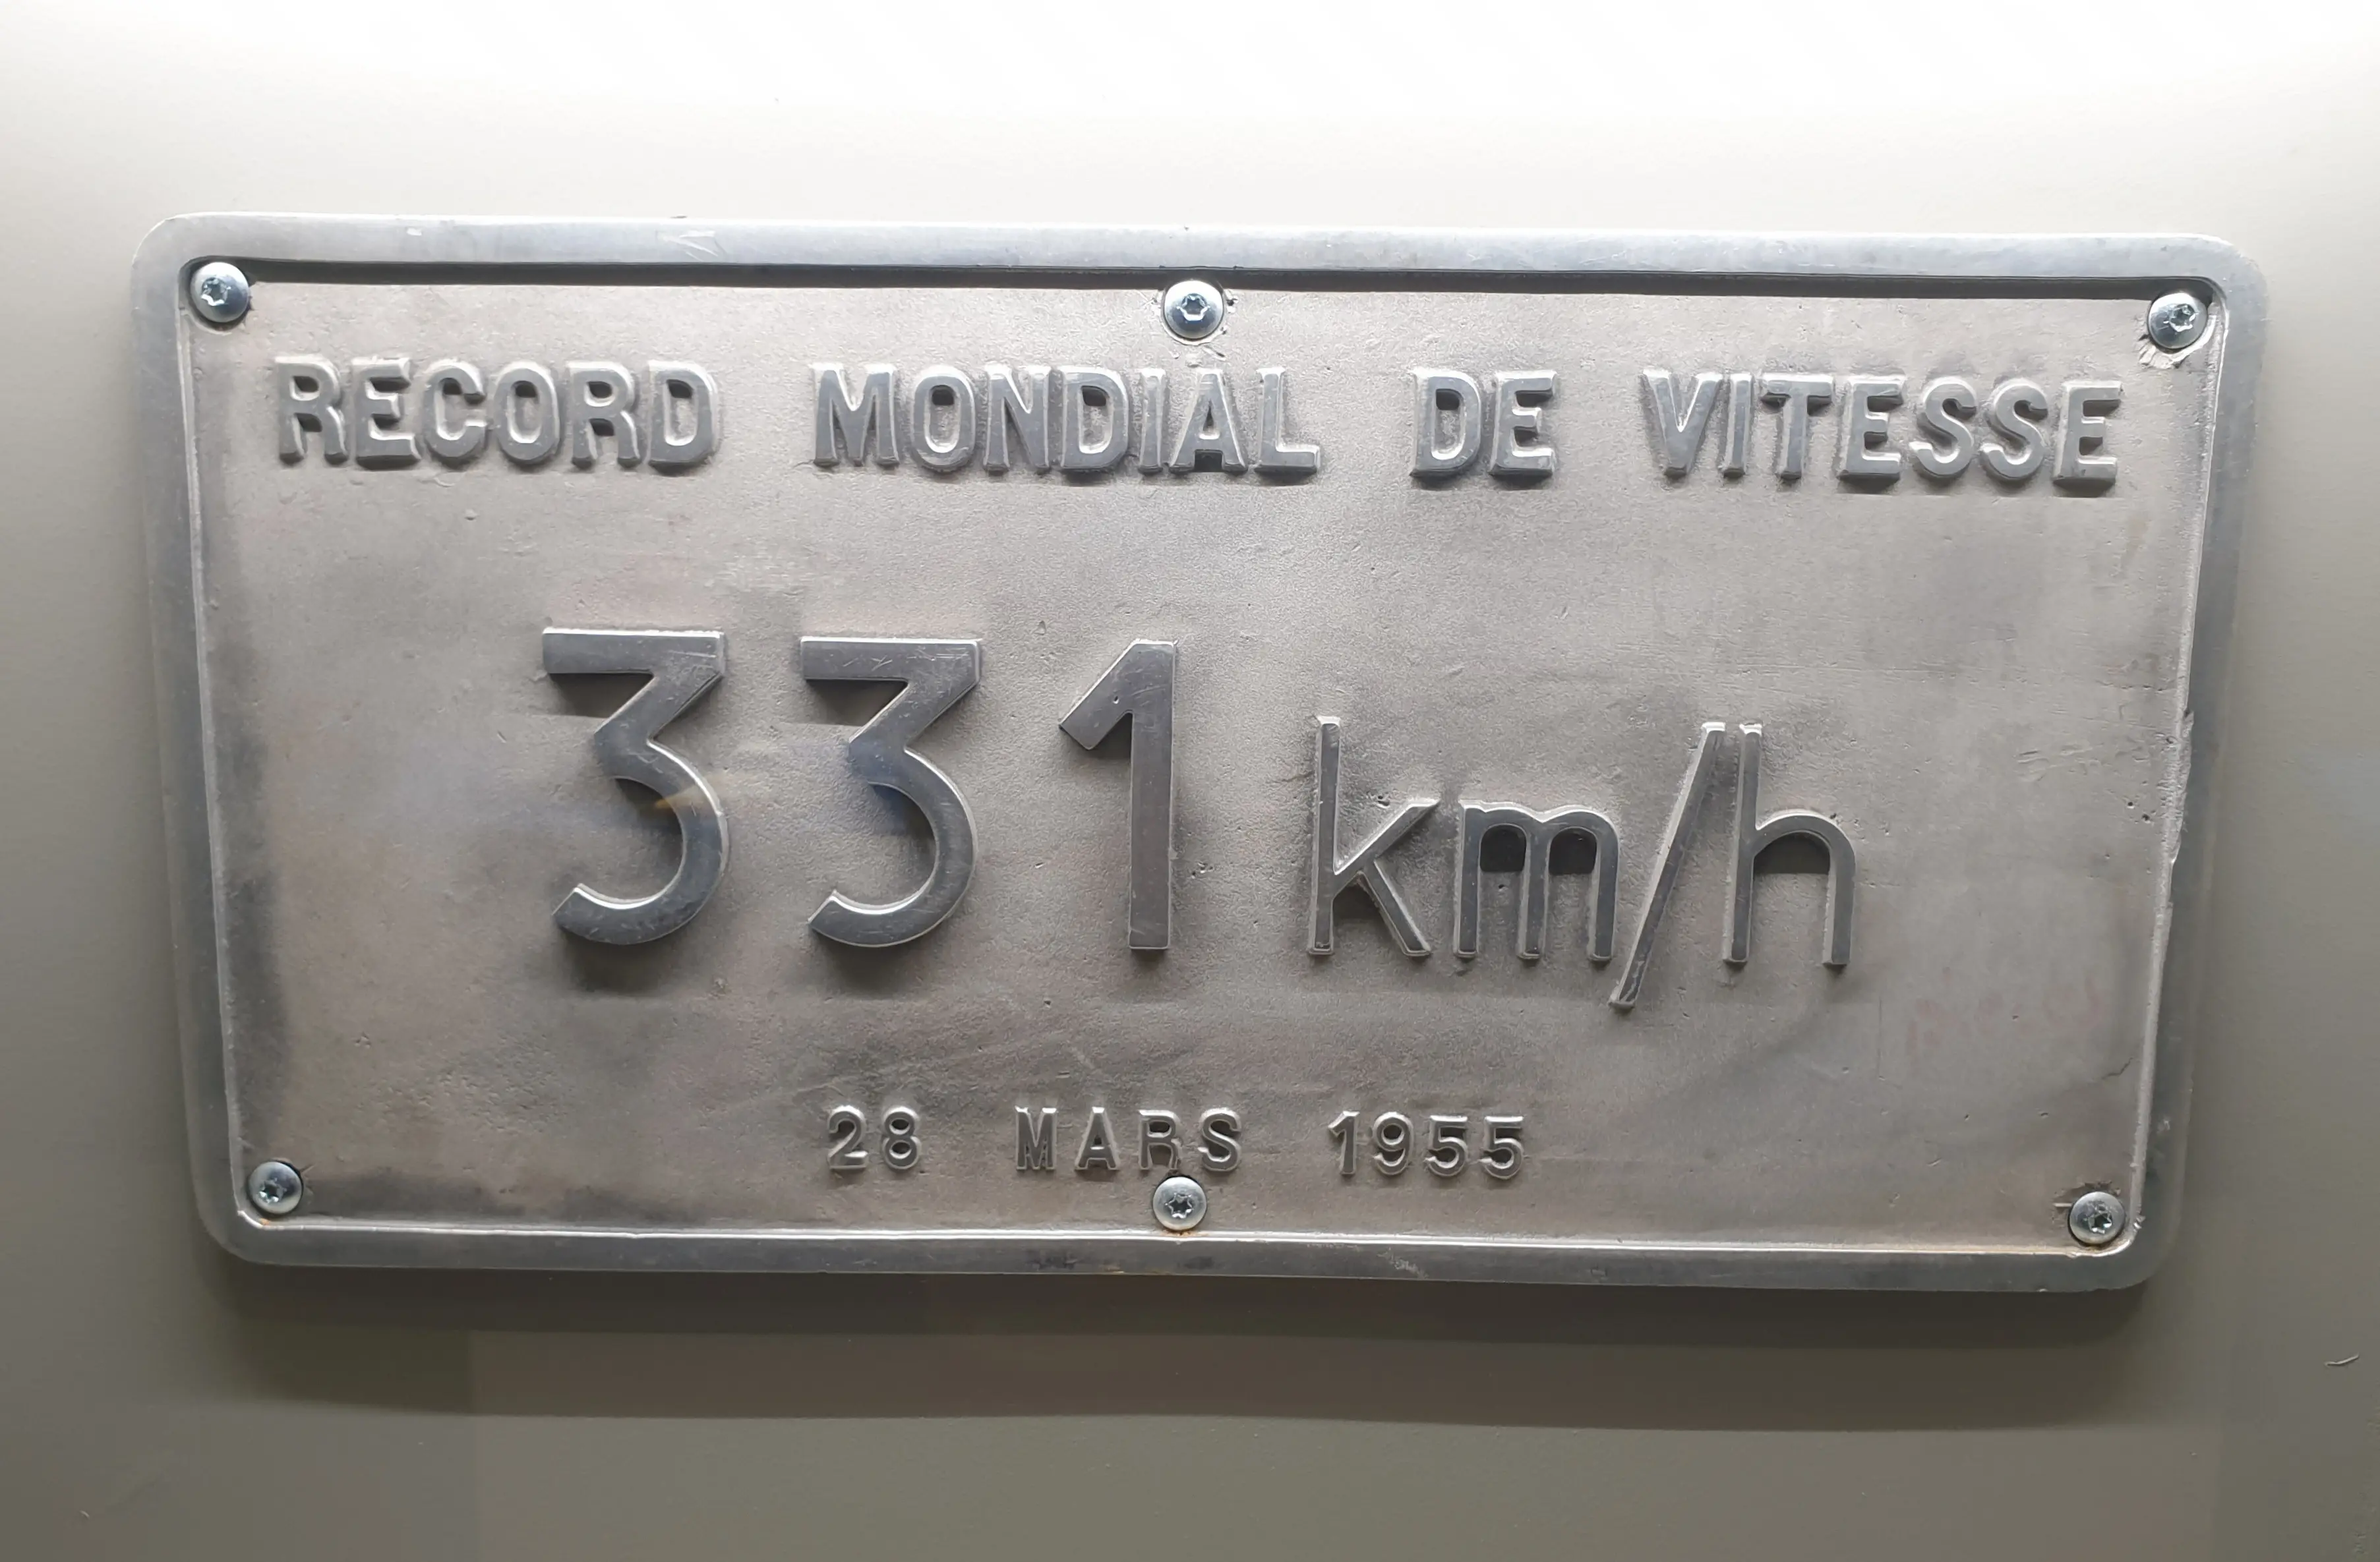 RECORD MONDIAL DE VITESSE
331 km/h
28 MARS 1955